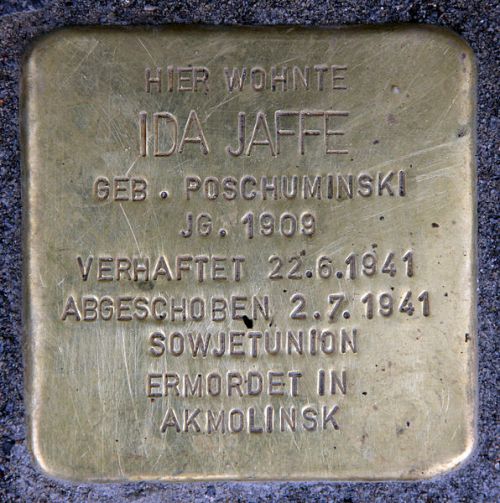 HIER WOHNTE
IDA JAFFE
GEB. POSCHUMINSKI
JG. 1909
VERHAFTET 22.6.1941
ABGESCHOBEN 2.7.1941
SOWJETUNION
ERMORDET IN
AKMOLINSK